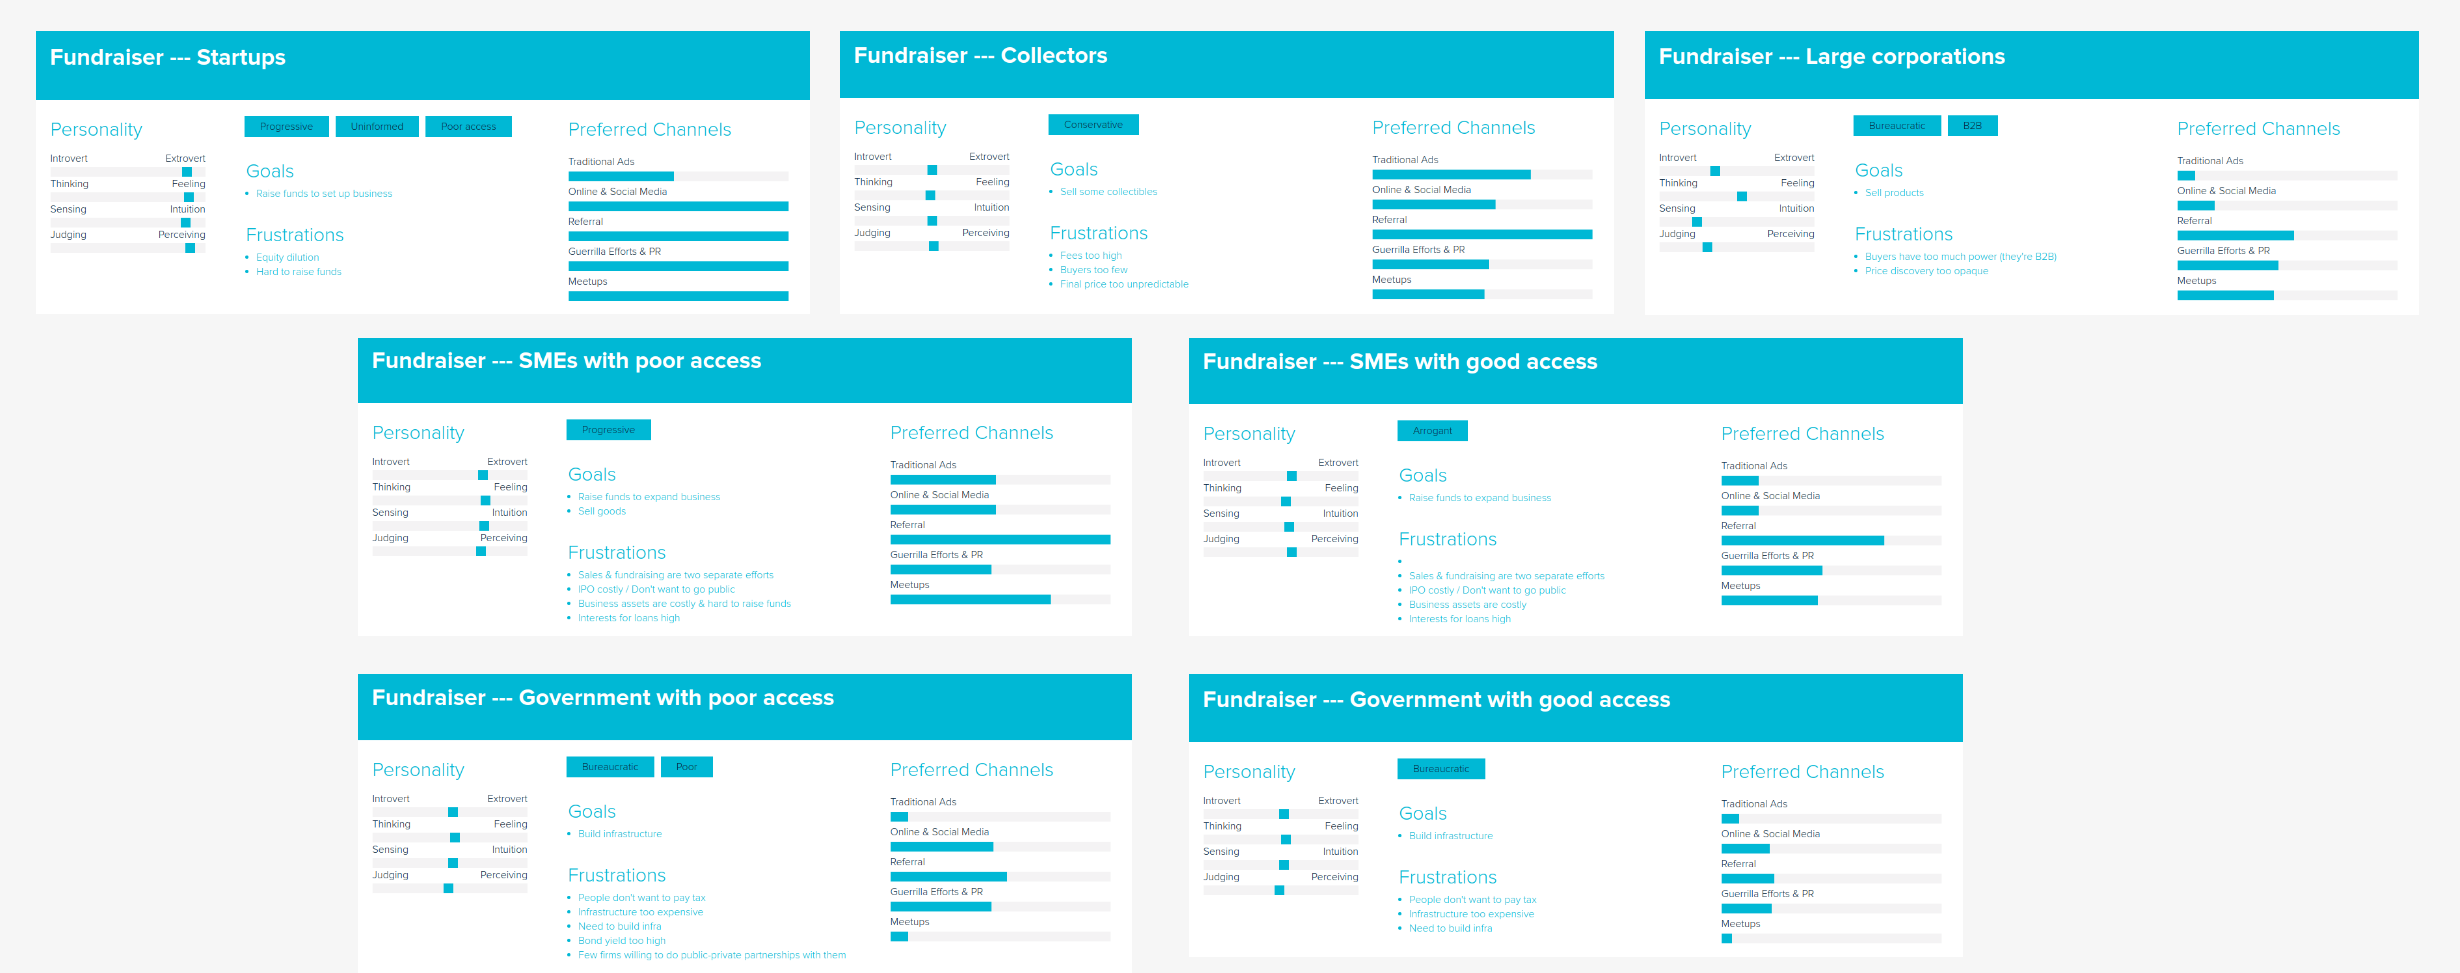 Fundraiser --- Startups
Personality
Introvert Extrovert
Thinking Feeling
Sensing Intuition
Judging Perceiving
Progressive Uninformed Poor access
Goals
• Raise funds to set up business
Frustrations
• Equity dilution
• Hard to raise funds
Preferred Channels
Traditional Ads
Online & Social Media
Referral
Guerrilla Efforts & PR
Meetups
Fundraiser --- Collectors
Personality
Introvert Extrovert
Thinking Feeling
Sensing Intuition
Judging Perceiving
Conservative
Goals
• Sell some collectibles
Frustrations
• Fees too high
• Buyers too few
• Final price too unpredictable
Preferred Channels
Traditional Ads
Online & Social Media
Referral
Guerrilla Efforts & PR
Meetups
Fundraiser --- Large corporations
Personality
Introvert Extrovert
Thinking Feeling
Sensing Intuition
Judging Perceiving
Bureaucratic B2B
Goals
• Sell products
Frustrations
• Buyers have too much power (they're B2B)
• Price discovery too opaque
Preferred Channels
Traditional Ads
Online & Social Media
Referral
Guerrilla Efforts & PR
Meetups
Fundraiser --- SMEs with poor access
Personality
Introvert Extrovert
Thinking Feeling
Sensing Intuition
Judging Perceiving
Progressive
Goals
• Raise funds to expand business
• Sell goods
Frustrations
• Sales & fundraising are two separate efforts
• IPO costly / Don't want to go public
• Business assets are costly & hard to raise funds
• Interests for loans high
Preferred Channels
Traditional Ads
Online & Social Media
Referral
Guerrilla Efforts & PR
Meetups
Fundraiser --- SMEs with good access
Personality
Introvert Extrovert
Thinking Feeling
Sensing Intuition
Judging Perceiving
Arrogant
Goals
• Raise funds to expand business
Frustrations
•
• Sales & fundraising are two separate efforts
• IPO costly / Don't want to go public
• Business assets are costly
• Interests for loans high
Preferred Channels
Traditional Ads
Online & Social Media
Referral
Guerrilla Efforts & PR
Meetups
Fundraiser --- Government with poor access
Personality
Introvert Extrovert
Thinking Feeling
Sensing Intuition
Judging Perceiving
Bureaucratic Poor
Goals
• Build infrastructure
Frustrations
• People don't want to pay tax
• Infrastructure too expensive
• Need to build infra
• Bond yield too high
• Few firms willing to do public-private partnerships with them
Preferred Channels
Traditional Ads
Online & Social Media
Referral
Guerrilla Efforts & PR
Meetups
Fundraiser --- Government with good access
Personality
Introvert Extrovert
Thinking Feeling
Sensing Intuition
Judging Perceiving
Bureaucratic
Goals
• Build infrastructure
Frustrations
• People don't want to pay tax
• Infrastructure too expensive
• Need to build infra
Preferred Channels
Traditional Ads
Online & Social Media
Referral
Guerrilla Efforts & PR
Meetups